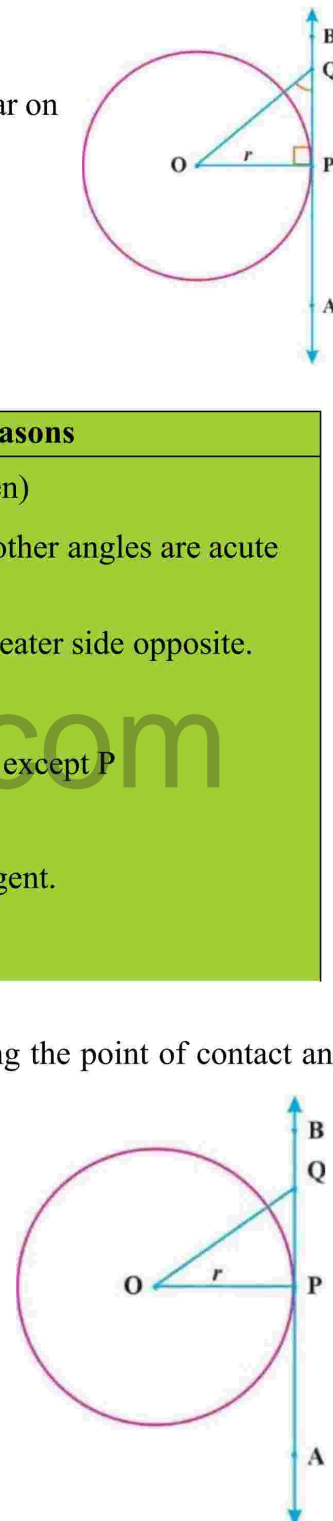 B
Q
ar on
O
r
P
A
asons
en)
other angles are acute
eater side opposite.
com
except P
gent.
ng the point of contact an
B
Q
O
r
P
A